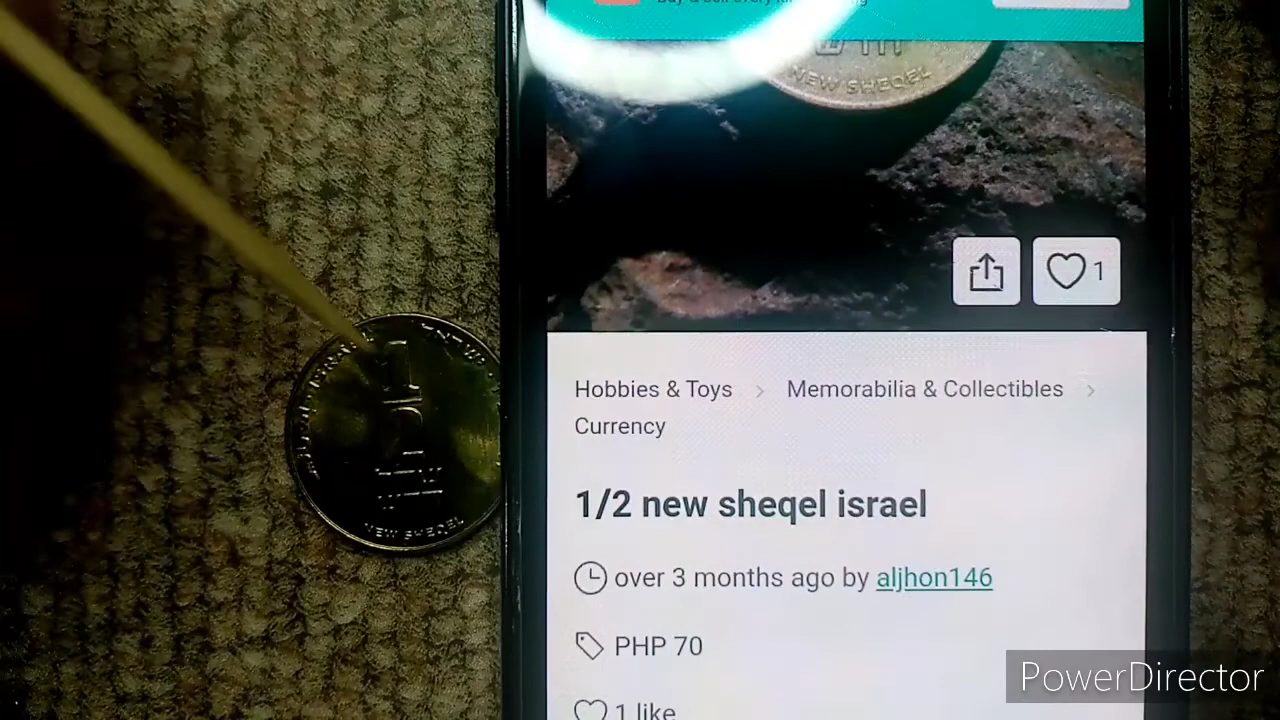 NEW SHEQEL
1
Hobbies & Toys > Memorabilia & Collectibles >
Currency
1/2 new sheqel israel
over 3 months ago by aljhon146
PHP 70
1 like
NEW SHEQEL
PowerDirector